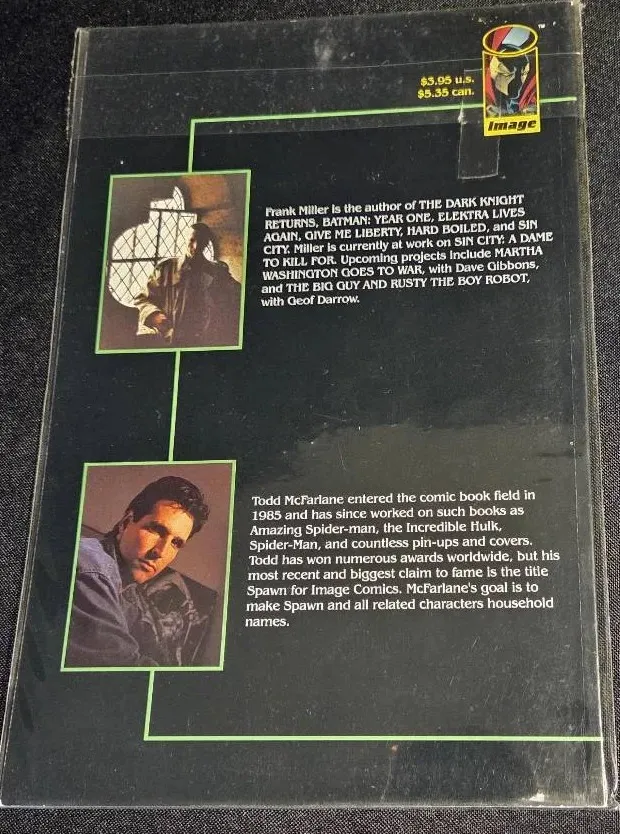 $3.95 u.s.
$5.35 can.
TM
Image
Frank Miller is the author of THE DARK KNIGHT
RETURNS, BATMAN: YEAR ONE, ELEKTRA LIVES
AGAIN, GIVE ME LIBERTY, HARD BOILED, and SIN
CITY. Miller is currently at work on SIN CITY: A DAME
TO KILL FOR. Upcoming projects include MARTHA
WASHINGTON GOES TO WAR, with Dave Gibbons,
and THE BIG GUY AND RUSTY THE BOY ROBOT,
with Geof Darrow.
Todd McFarlane entered the comic book field in
1985 and has since worked on such books as
Amazing Spider-man, the Incredible Hulk,
Spider-Man, and countless pin-ups and covers.
Todd has won numerous awards worldwide, but his
most recent and biggest claim to fame is the title
Spawn for Image Comics. McFarlane's goal is to
make Spawn and all related characters household
names.